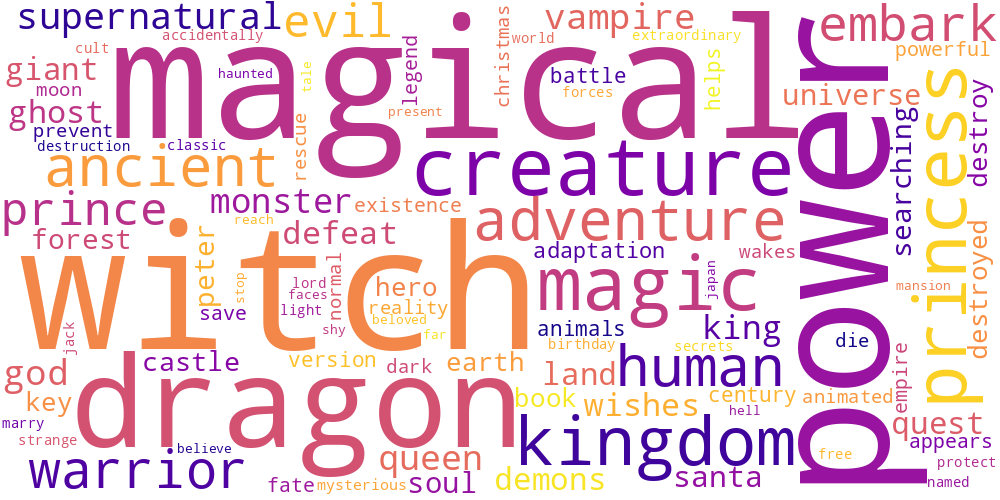 supernatural
accidentally
evil
vampire
embark
cult
christmas
world
extraordinary
powerful
giant
moon
haunted
tale
magical
legend
battle
forces
helps
universe
ghost
present
prevent
destruction
classic
rescue
power
princess
destroy
searching
ancient
creature
prince
monster
existence
adventure
forest
reach
defeat
peter
witch
adaptation
wakes
destroyed
lord
faces
light
normal
hero
reality
beloved
magic
japan
mansion
stop
save
shy
far
animals
king
die
jack
birthday
secrets
castle
version
dark
earth
god
dragon
land
human
empire
key
book
wishes
century
animated
hell
marry
strange
believe
kingdom
quest
appears
free
protect
warrior
queen
fate
mysterious
soul
demons
santa
named